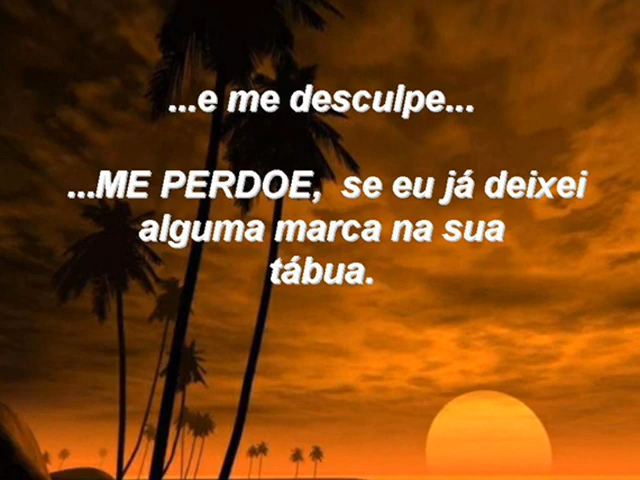 ...e me desculpe...
...ME PERDOE, se eu já deixei
alguma marca na sua
tábua.